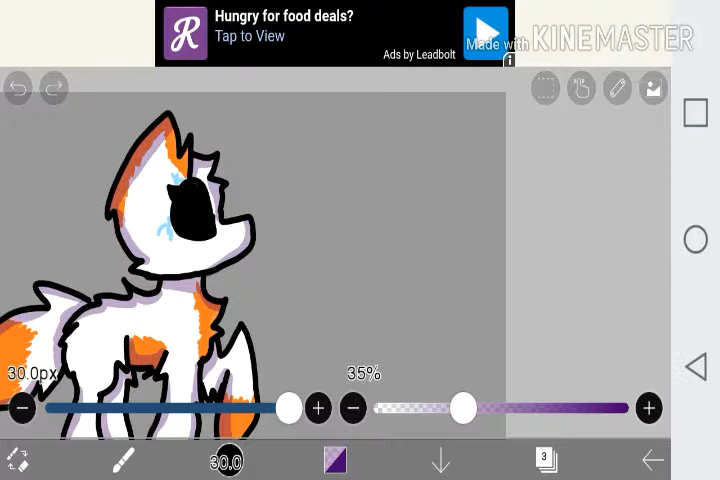 Hungry for food deals?
Tap to View
Ads by Leadbolt
Made with KINEMASTER
30.0px
35%
30.0
3